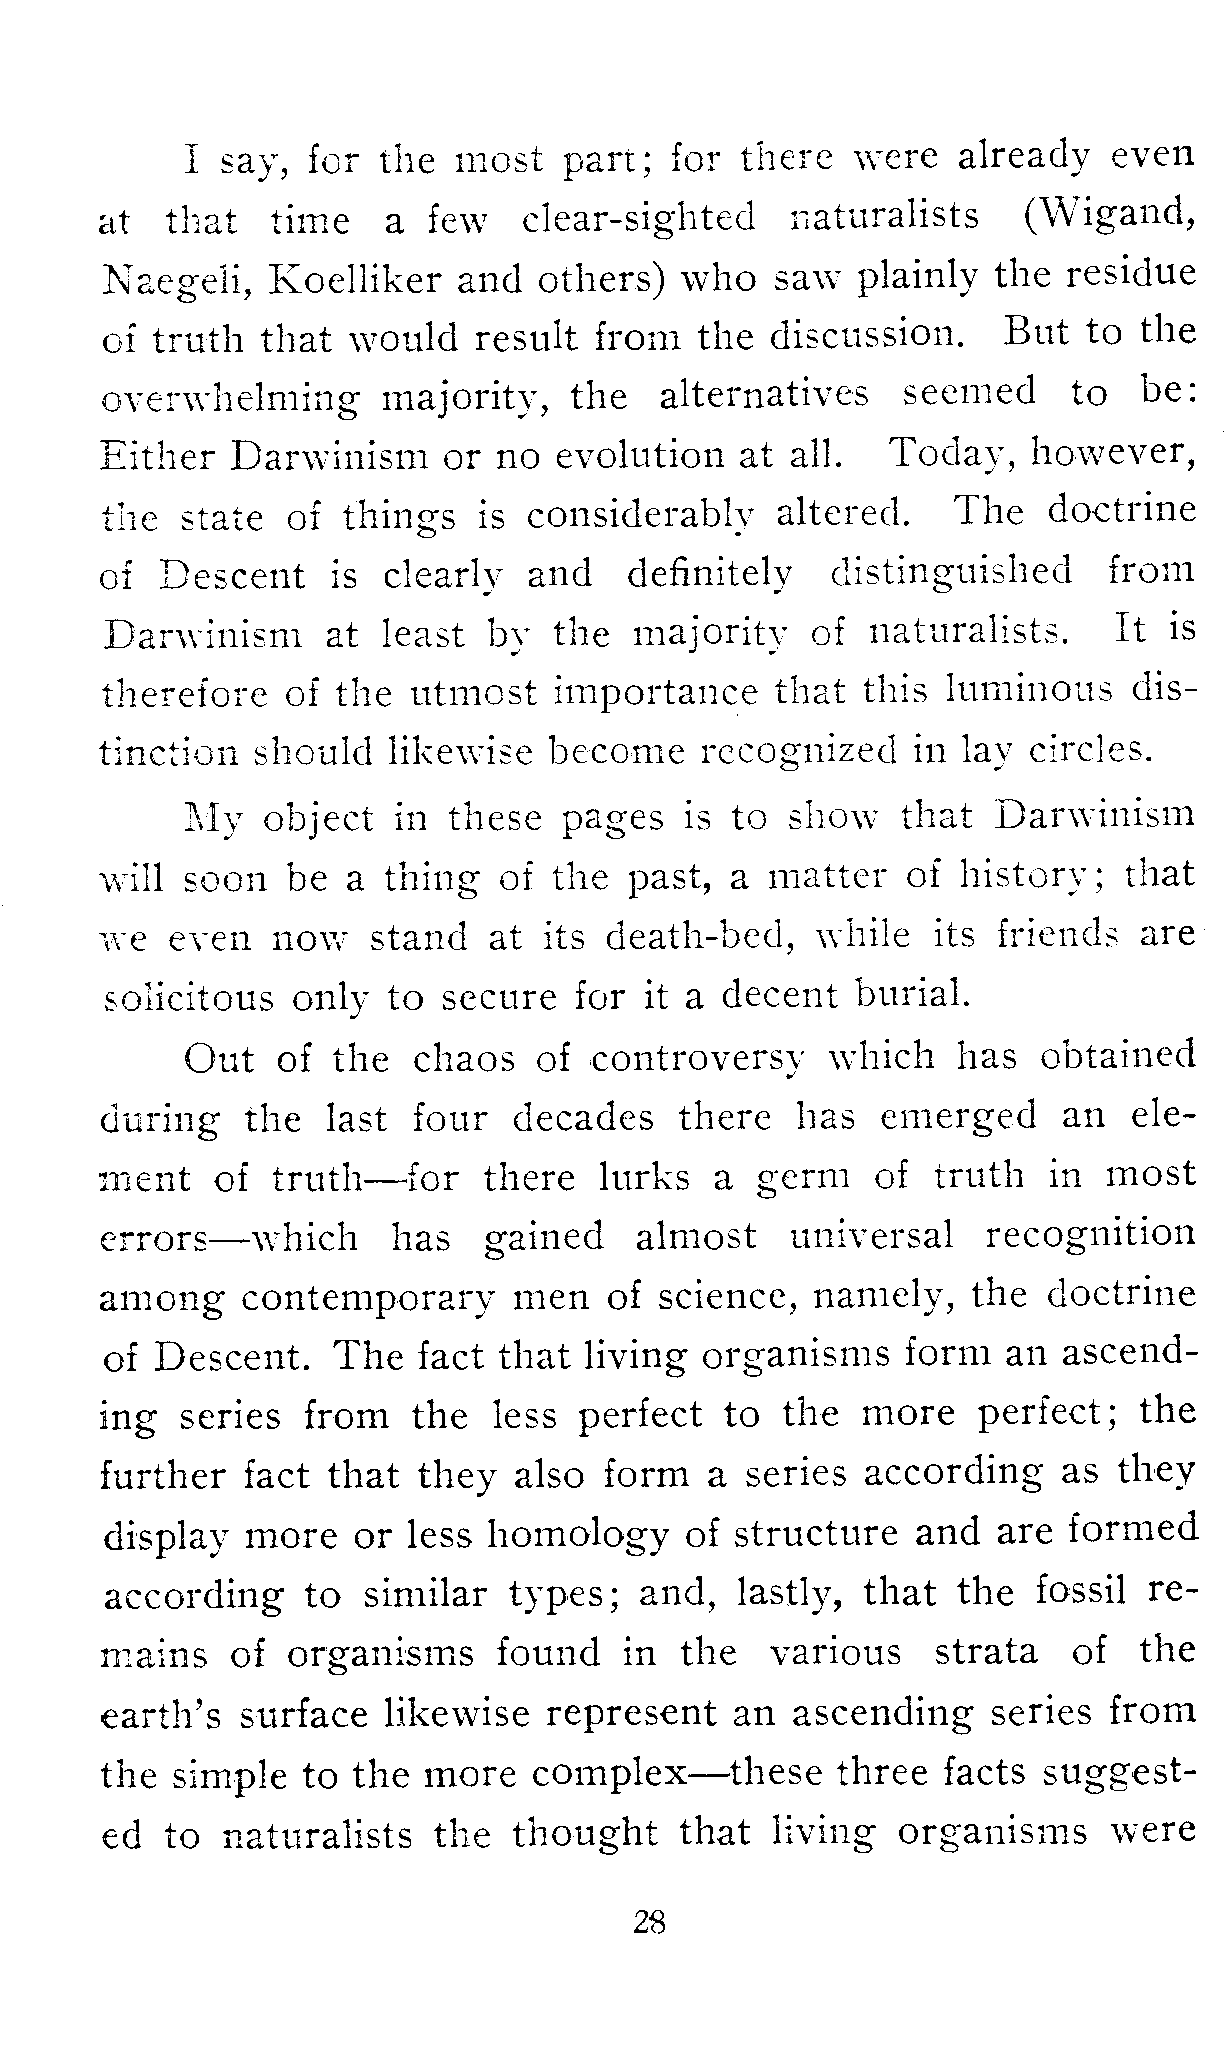 I say, for the most part; for there were already even
at that time a few clear-sighted naturalists (Wigand,
Naegeli, Koelliker and others) who saw plainly the residue
of truth that would result from the discussion. But to the
overwhelming majority, the alternatives seemed to be:
Either Darwinism or no evolution at all. Today, however,
the state of things is considerably altered. The doctrine
of Descent is clearly and definitely distinguished from
Darwinism at least by the majority of naturalists. It is
therefore of the utmost importance that this luminous dis-
tinction should likewise become recognized in lay circles.
My object in these pages is to show that Darwinism
will soon be a thing of the past, a matter of history; that
we even now stand at its death-bed, while its friends are
solicitous only to secure for it a decent burial.
Out of the chaos of controversy which has obtained
during the last four decades there has emerged an ele-
ment of truth—for there lurks a germ of truth in most
errors—which has gained almost universal recognition
among contemporary men of science, namely, the doctrine
of Descent. The fact that living organisms form an ascend-
ing series from the less perfect to the more perfect; the
further fact that they also form a series according as they
display more or less homology of structure and are formed
according to similar types; and, lastly, that the fossil re-
mains of organisms found in the various strata of the
earth's surface likewise represent an ascending series from
the simple to the more complex—these three facts suggest-
ed to naturalists the thought that living organisms were
28